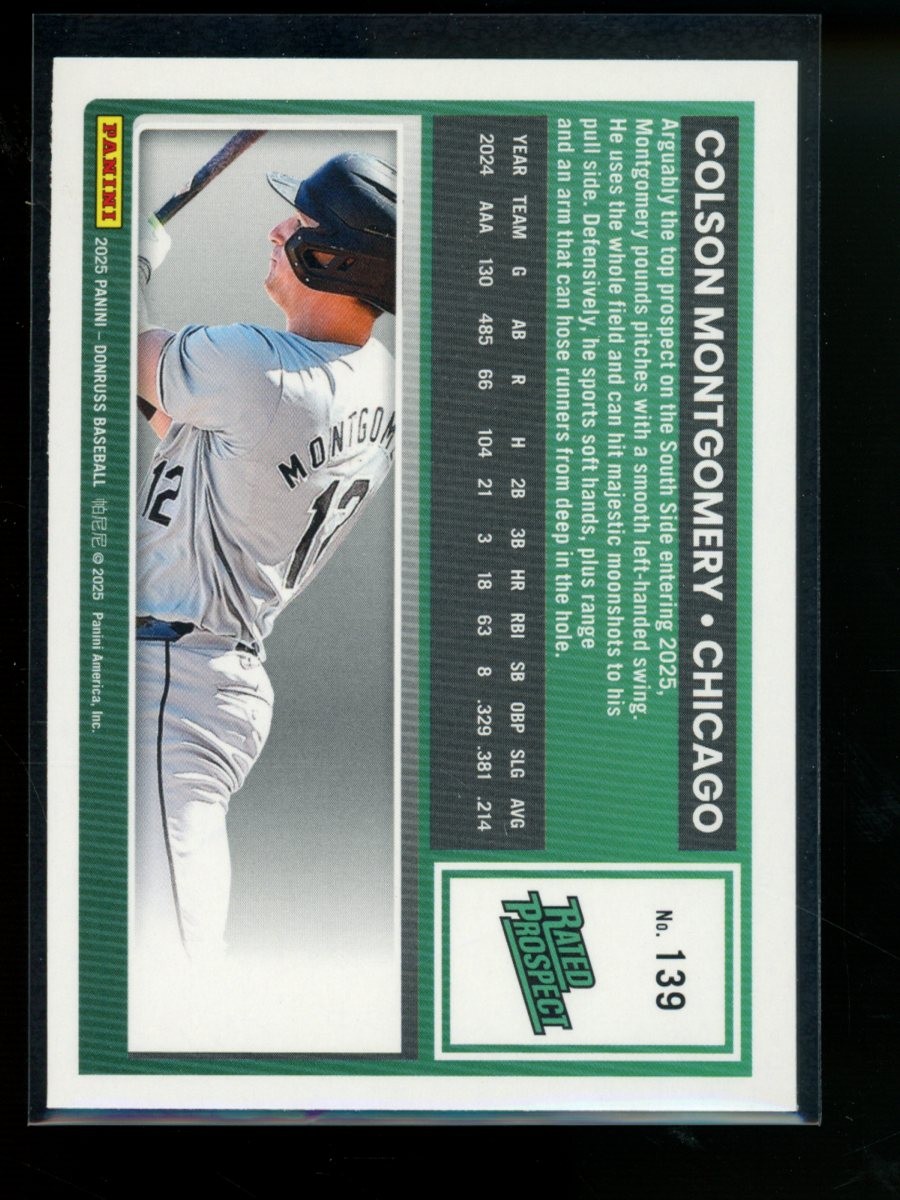 COLSON MONTGOMERY • CHICAGO
Arguably the top prospect on the South Side entering 2025,
Montgomery pounds pitches with a smooth left-handed swing.
He uses the whole field and can hit majestic moonshots to his
pull side. Defensively, he sports soft hands, plus range
and an arm that can hose runners from deep in the hole.
YEAR TEAM G AB R H 2B 3B HR RBI SB OBP SLG AVG
2024 AAA 130 485 66 104 21 3 18 63 8 .329 .381 .214
No. 139
RATED
PROSPECT
MONTGOM
12
12
PANINI
2025 PANINI – DONRUSS BASEBALL 帕尼尼 © 2025 Panini America, Inc.